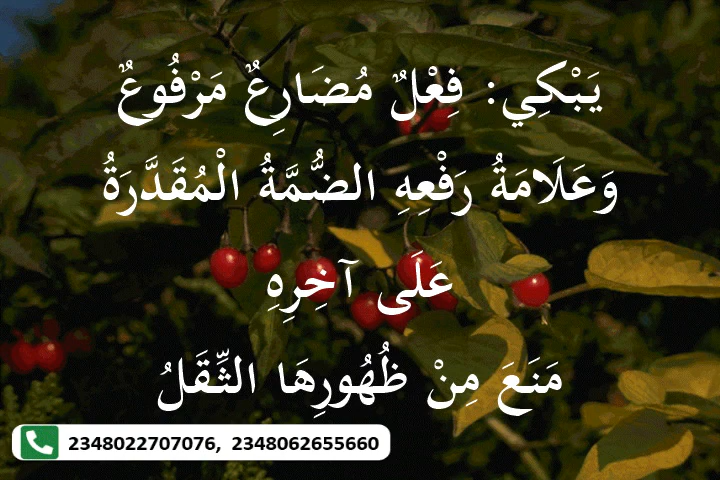 يَبْكِي: فِعْلٌ مُضَارِعٌ مَرْفُوعٌ
وَعَلَامَةُ رَفْعِهِ الضُّمَّةُ الْمُقَدَّرَةُ
عَلَى آخِرِهِ
مَنَعَ مِنْ ظُهُورِهَا الثِّقَلُ
2348022707076, 2348062655660